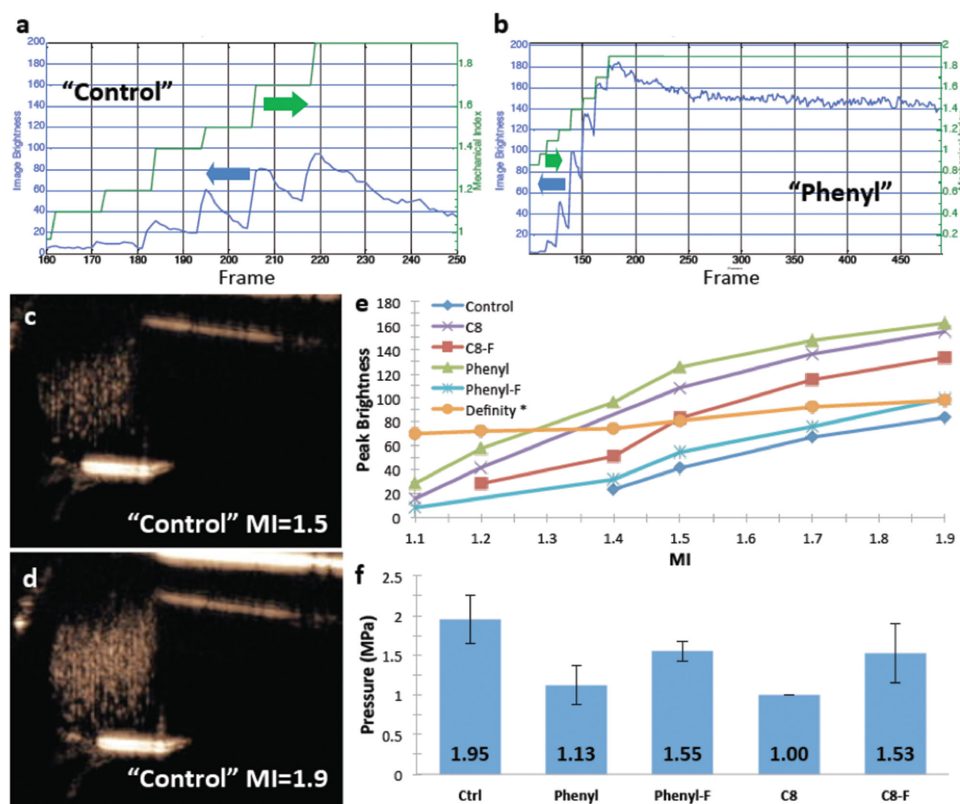 a
200
180
160
140
120
100
80
60
40
20
0
Image Brightness
"Control"
1.8
1.6
1.4
1.2
1
Mechanical Index
160 170 180 190 200 210 220 230 240 250
Frame
b
200
180
160
140
120
100
80
60
40
20
Image Brightness
"Phenyl"
2
1.8
1.6
1.4
1.2
1
0.8
0.6
0.4
0.2
150 200 250 300 350 400 450
Frame
c
"Control" MI=1.5
d
"Control" MI=1.9
e
180
160
140
120
100
80
60
40
20
0
Peak Brightness
Control
C8
C8-F
Phenyl
Phenyl-F
Definity *
1.1 1.2 1.3 1.4 1.5 1.6 1.7 1.8 1.9
MI
f
2.5
2
1.5
1
0.5
0
Pressure (MPa)
1.95 1.13 1.55 1.00 1.53
Ctrl Phenyl Phenyl-F C8 C8-F